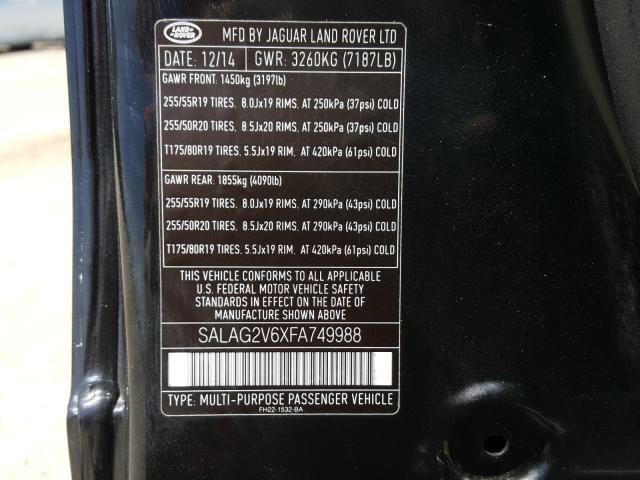 LAND ROVER
MFD BY JAGUAR LAND ROVER LTD
DATE: 12/14 GWR: 3260KG (7187LB)
GAWR FRONT: 1450kg (3197lb)
255/55R19 TIRES. 8.0Jx19 RIMS. AT 250kPa (37psi) COLD
255/50R20 TIRES. 8.5Jx20 RIMS. AT 250kPa (37psi) COLD
T175/80R19 TIRES. 5.5Jx19 RIM. AT 420kPa (61psi) COLD
GAWR REAR: 1855kg (4090lb)
255/55R19 TIRES. 8.0Jx19 RIMS. AT 290kPa (43psi) COLD
255/50R20 TIRES. 8.5Jx20 RIMS. AT 290kPa (43psi) COLD
T175/80R19 TIRES. 5.5Jx19 RIM. AT 420kPa (61psi) COLD
THIS VEHICLE CONFORMS TO ALL APPLICABLE
U.S. FEDERAL MOTOR VEHICLE SAFETY
STANDARDS IN EFFECT ON THE DATE OF
MANUFACTURE SHOWN ABOVE.
SALAG2V6XFA749988
TYPE: MULTI-PURPOSE PASSENGER VEHICLE
FH22-1532-BA